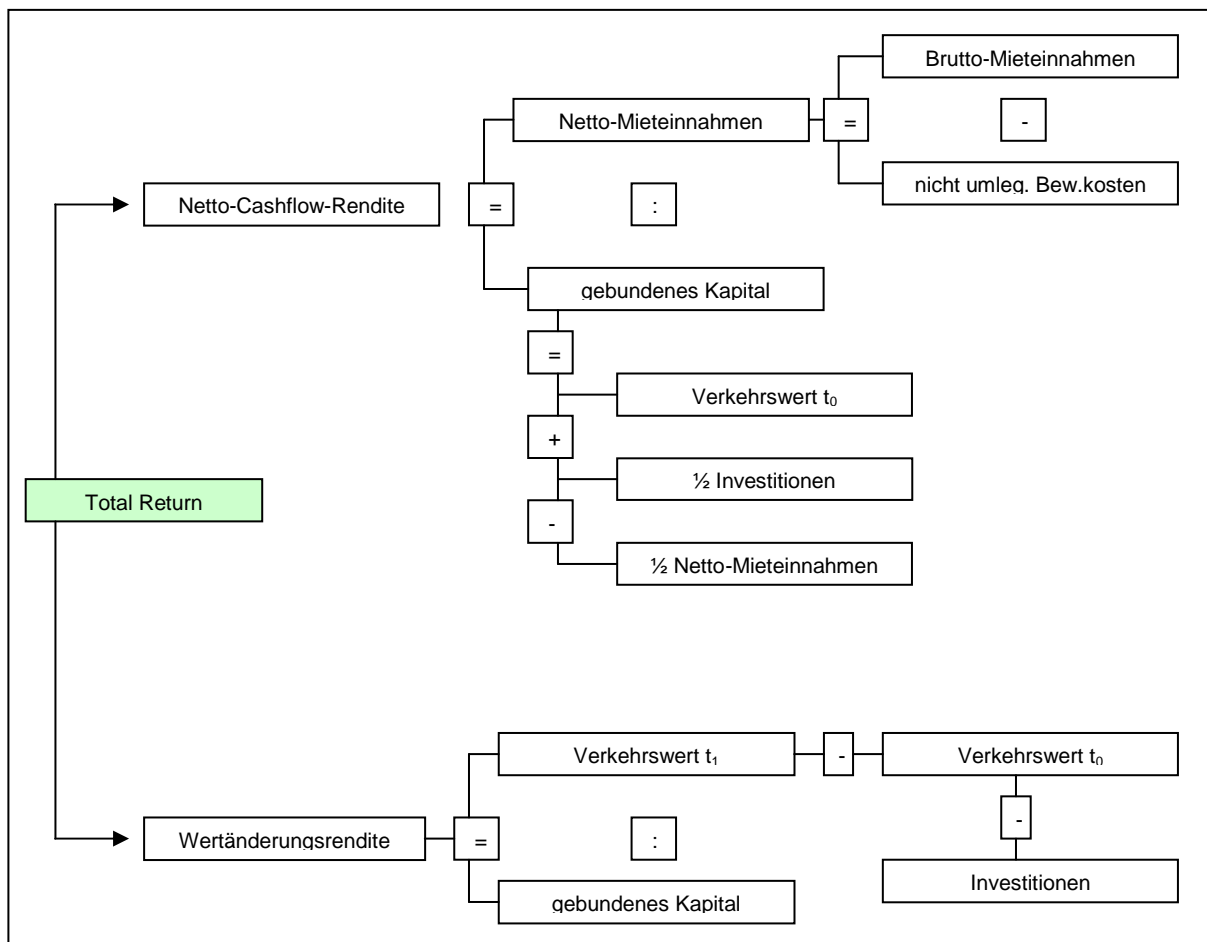 Brutto-Mieteinnahmen
Netto-Mieteinnahmen
=
-
nicht umleg. Bew.kosten
Netto-Cashflow-Rendite
=
:
gebundenes Kapital
=
Verkehrswert t₀
+
½ Investitionen
Total Return
-
½ Netto-Mieteinnahmen
Verkehrswert t₁
-
Verkehrswert t₀
-
Wertänderungsrendite
=
:
Investitionen
gebundenes Kapital